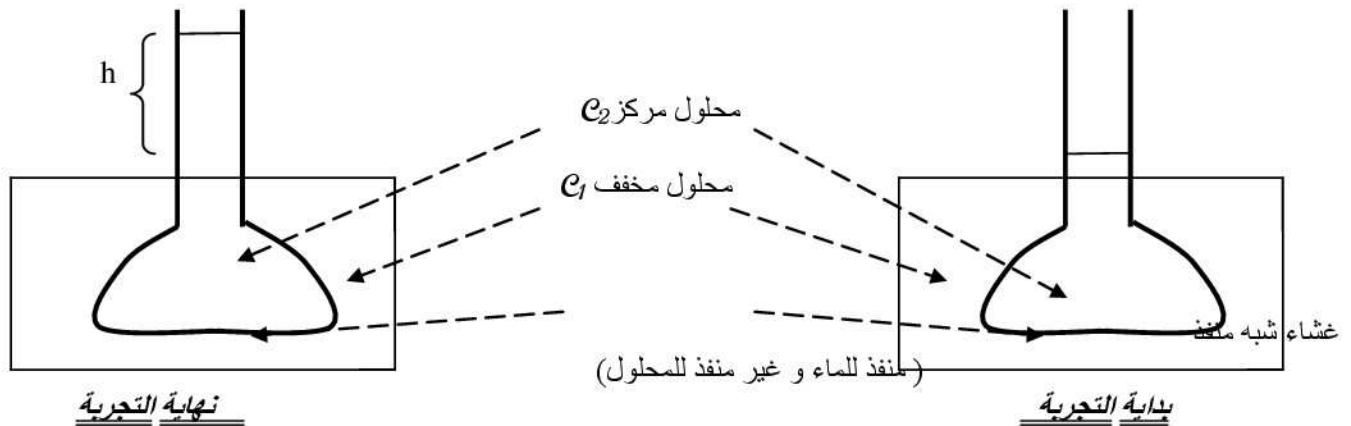 h
محلول مركز C2
محلول مخفف C1
غشاء شبه منفذ
( منفذ للماء و غير منفذ للمحلول)
بداية التجربة
نهاية التجربة